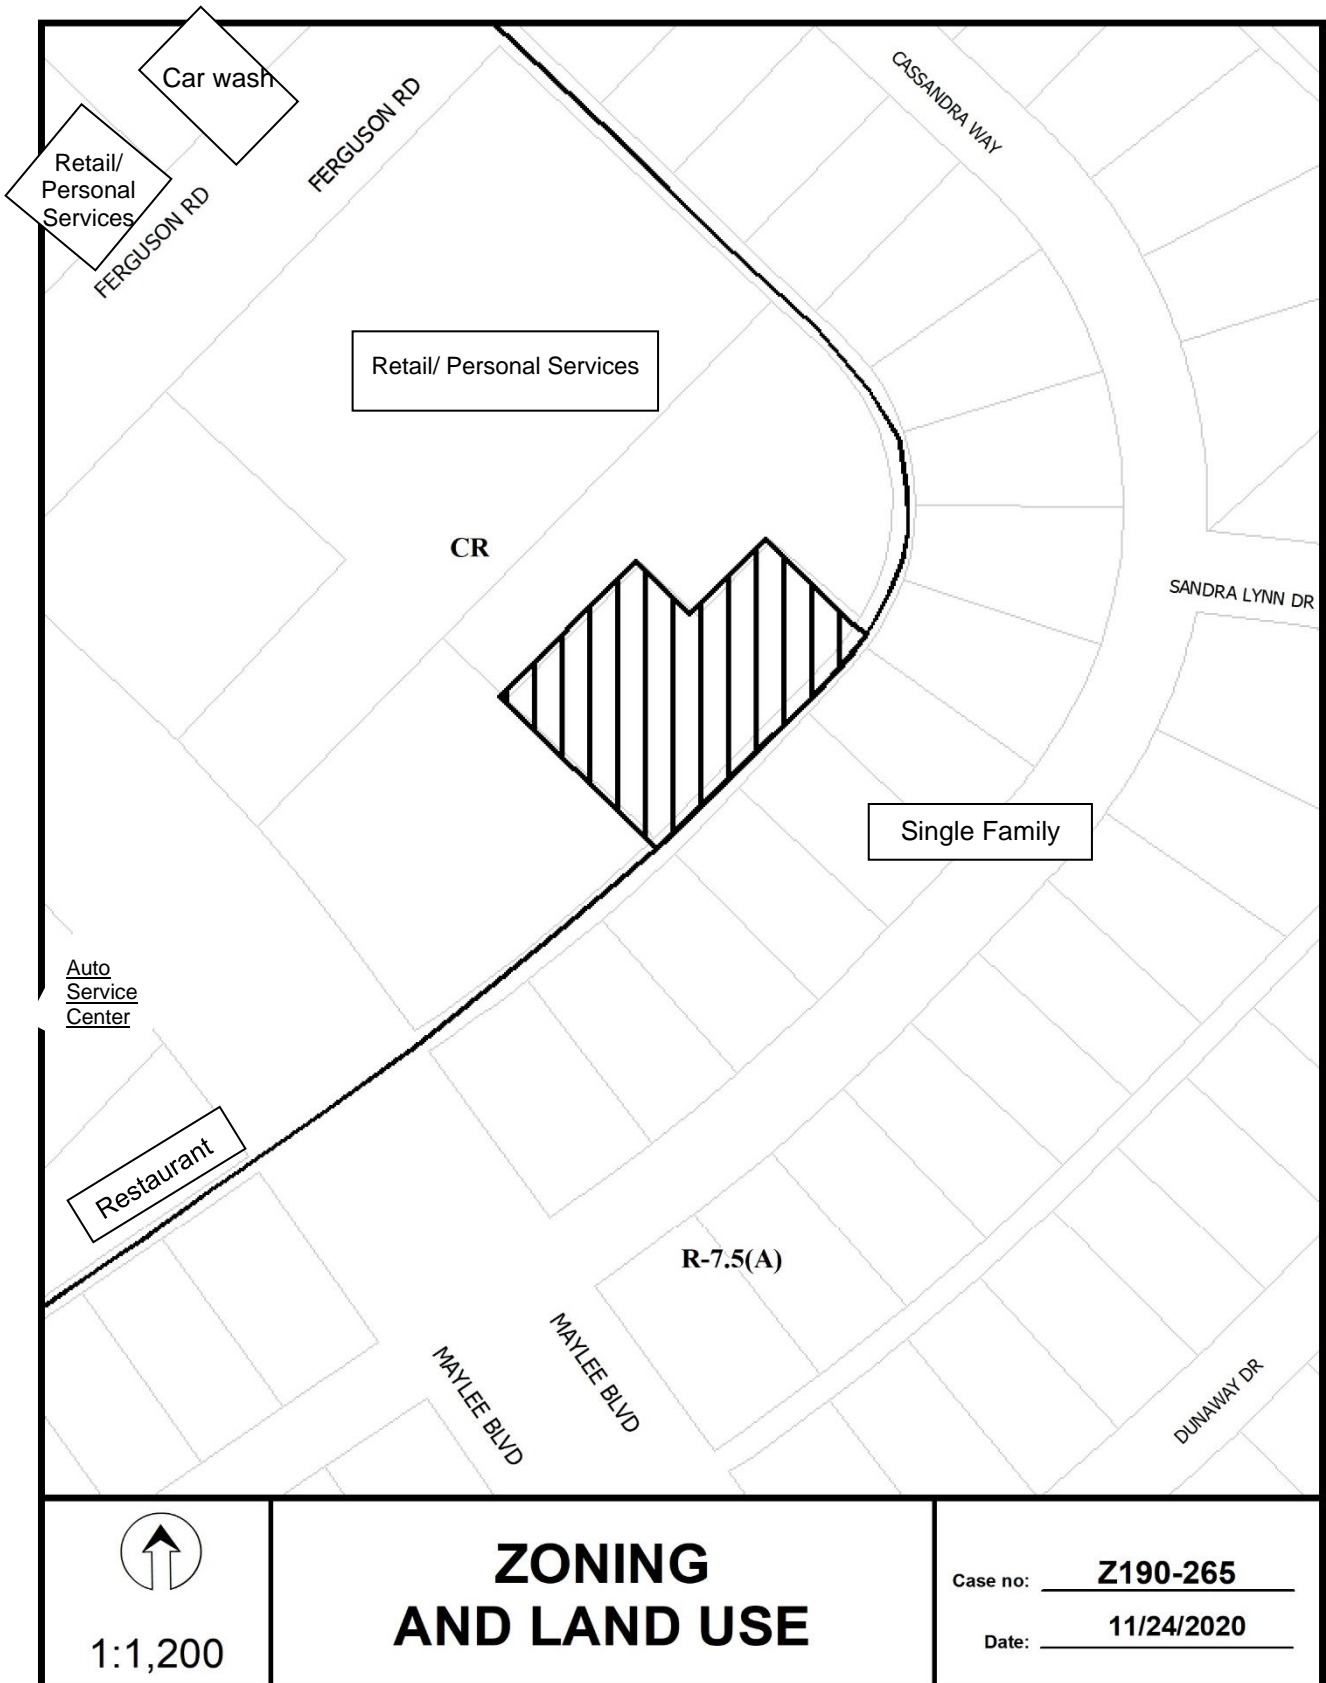 Car wash
CASSANDRA WAY
FERGUSON RD
Retail/
Personal
Services
FERGUSON RD
Retail/ Personal Services
CR
SANDRA LYNN DR
Single Family
Auto
Service
Center
Restaurant
R-7.5(A)
MAYLEE BLVD
MAYLEE BLVD
DUNAWAY DR
1:1,200
ZONING
AND LAND USE
Case no: Z190-265
Date: 11/24/2020